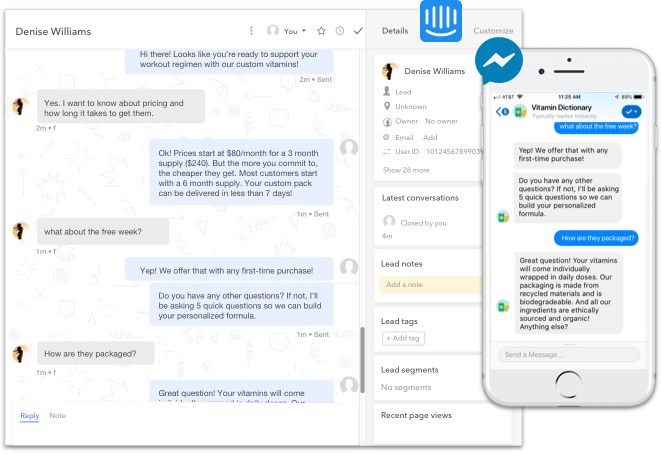 Denise Williams
You
Hi there! Looks like you're ready to support your
workout regimen with our custom vitamins!
2m • Sent
Yes. I want to know about pricing and
how long it takes to get them.
2m • f
Ok! Prices start at $80/month for a 3 month
supply ($240). But the more you commit to,
the cheaper they get. Most customers start
with a 6 month supply. Your custom pack
can be delivered in less than 7 days!
1m • Sent
what about the free week?
1m • f
Yep! We offer that with any first-time purchase!
Do you have any other questions? If not, I'll
be asking 5 quick questions so we can build
your personalized formula.
1m • Sent
How are they packaged?
1m • f
Great question! Your vitamins will come
Reply
Note
Details
Customize
Denise Williams
Lead
Unknown
Owner No owner
Email Add
User ID 1012456789903
Show 28 more
Latest conversations
Closed by you
4m
Lead notes
Add a note
Lead tags
+ Add tag
Lead segments
No segments
Recent page views
AT&T
11:25 AM
89%
Vitamin Dictionary
Typically replies instantly
what about the free week?
Yep! We offer that with any
first-time purchase!
Do you have any other
questions? If not, I'll be asking
5 quick questions so we can
build your personalized
formula.
How are they packaged?
Great question! Your vitamins
will come individually
wrapped in daily doses. Our
packaging is made from
recycled materials and is
biodegradeable. And all our
ingredients are ethically
sourced and organic!
Anything else?
Send a Message...